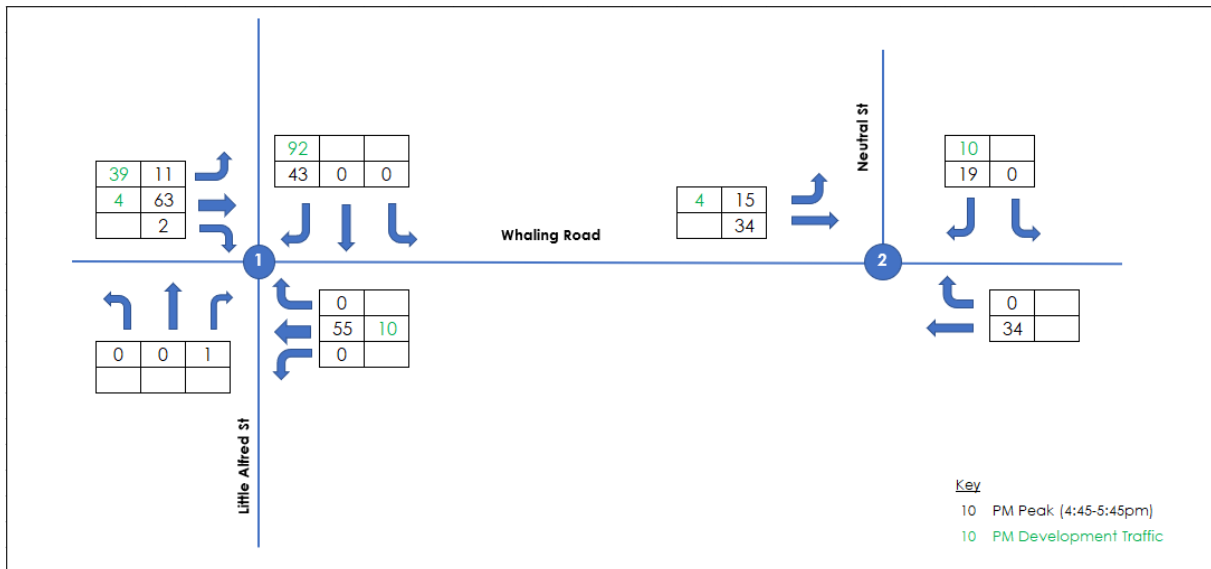 92
43 0 0
39 11
4 63
2
1
Whaling Road
0
55 10
0
0 0 1
Little Alfred St
Neutral St
10
19 0
4 15
34
2
0
34
Key
10 PM Peak (4:45-5:45pm)
10 PM Development Traffic